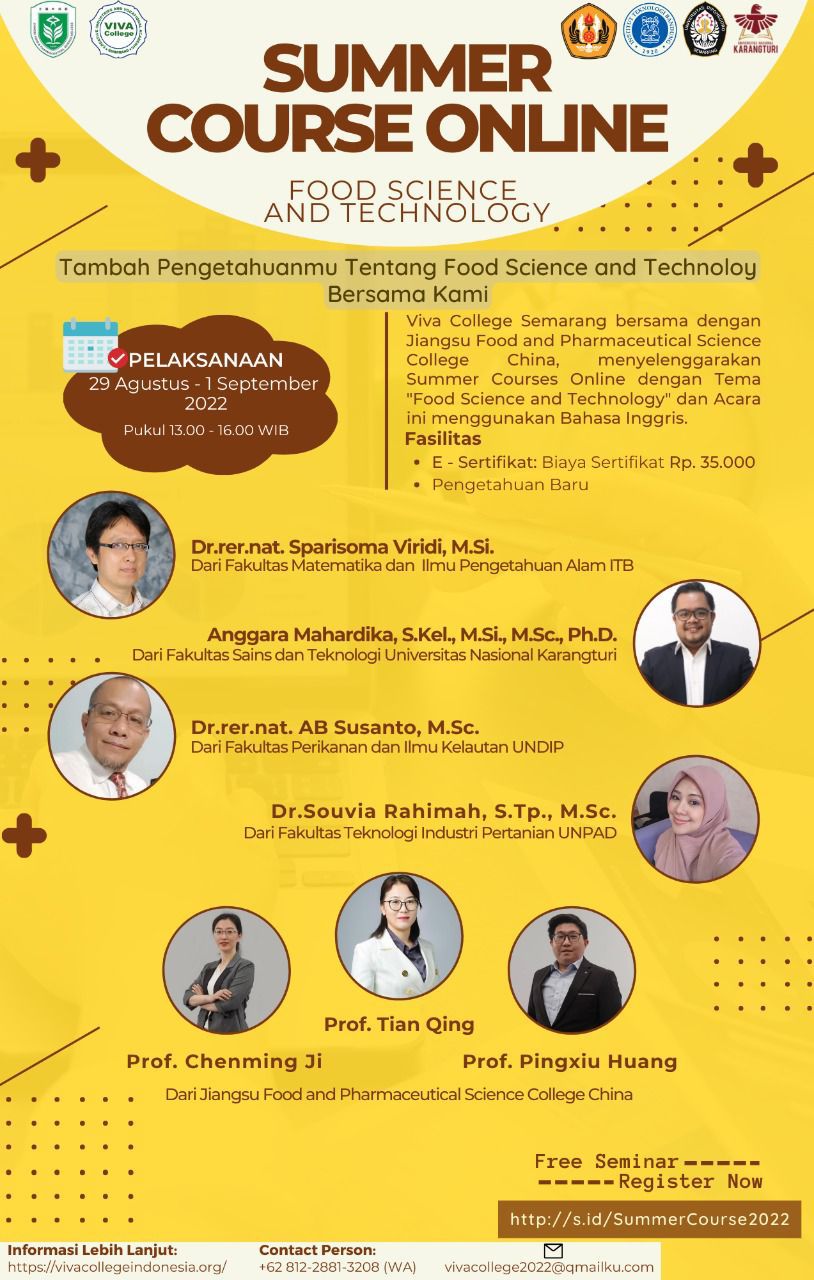 VIVA
College
UNIVERSITAS NASIONAL
KARANGTURI
SUMMER
COURSE ONLINE
FOOD SCIENCE
AND TECHNOLOGY
Tambah Pengetahuanmu Tentang Food Science and Technoloy
Bersama Kami
PELAKSANAAN
29 Agustus - 1 September
2022
Pukul 13.00 - 16.00 WIB
Viva College Semarang bersama dengan
Jiangsu Food and Pharmaceutical Science
College China, menyelenggarakan
Summer Courses Online dengan Tema
"Food Science and Technology" dan Acara
ini menggunakan Bahasa Inggris.
Fasilitas
• E - Sertifikat: Biaya Sertifikat Rp. 35.000
• Pengetahuan Baru
Dr.rer.nat. Sparisoma Viridi, M.Si.
Dari Fakultas Matematika dan Ilmu Pengetahuan Alam ITB
Anggara Mahardika, S.Kel., M.Si., M.Sc., Ph.D.
Dari Fakultas Sains dan Teknologi Universitas Nasional Karangturi
Dr.rer.nat. AB Susanto, M.Sc.
Dari Fakultas Perikanan dan Ilmu Kelautan UNDIP
Dr.Souvia Rahimah, S.Tp., M.Sc.
Dari Fakultas Teknologi Industri Pertanian UNPAD
Prof. Tian Qing
Prof. Chenming Ji
Prof. Pingxiu Huang
Dari Jiangsu Food and Pharmaceutical Science College China
Free Seminar
Register Now
http://s.id/SummerCourse2022
Informasi Lebih Lanjut:
https://vivacollegeindonesia.org/
Contact Person:
+62 812-2881-3208 (WA)
vivacollege2022@qmailku.com